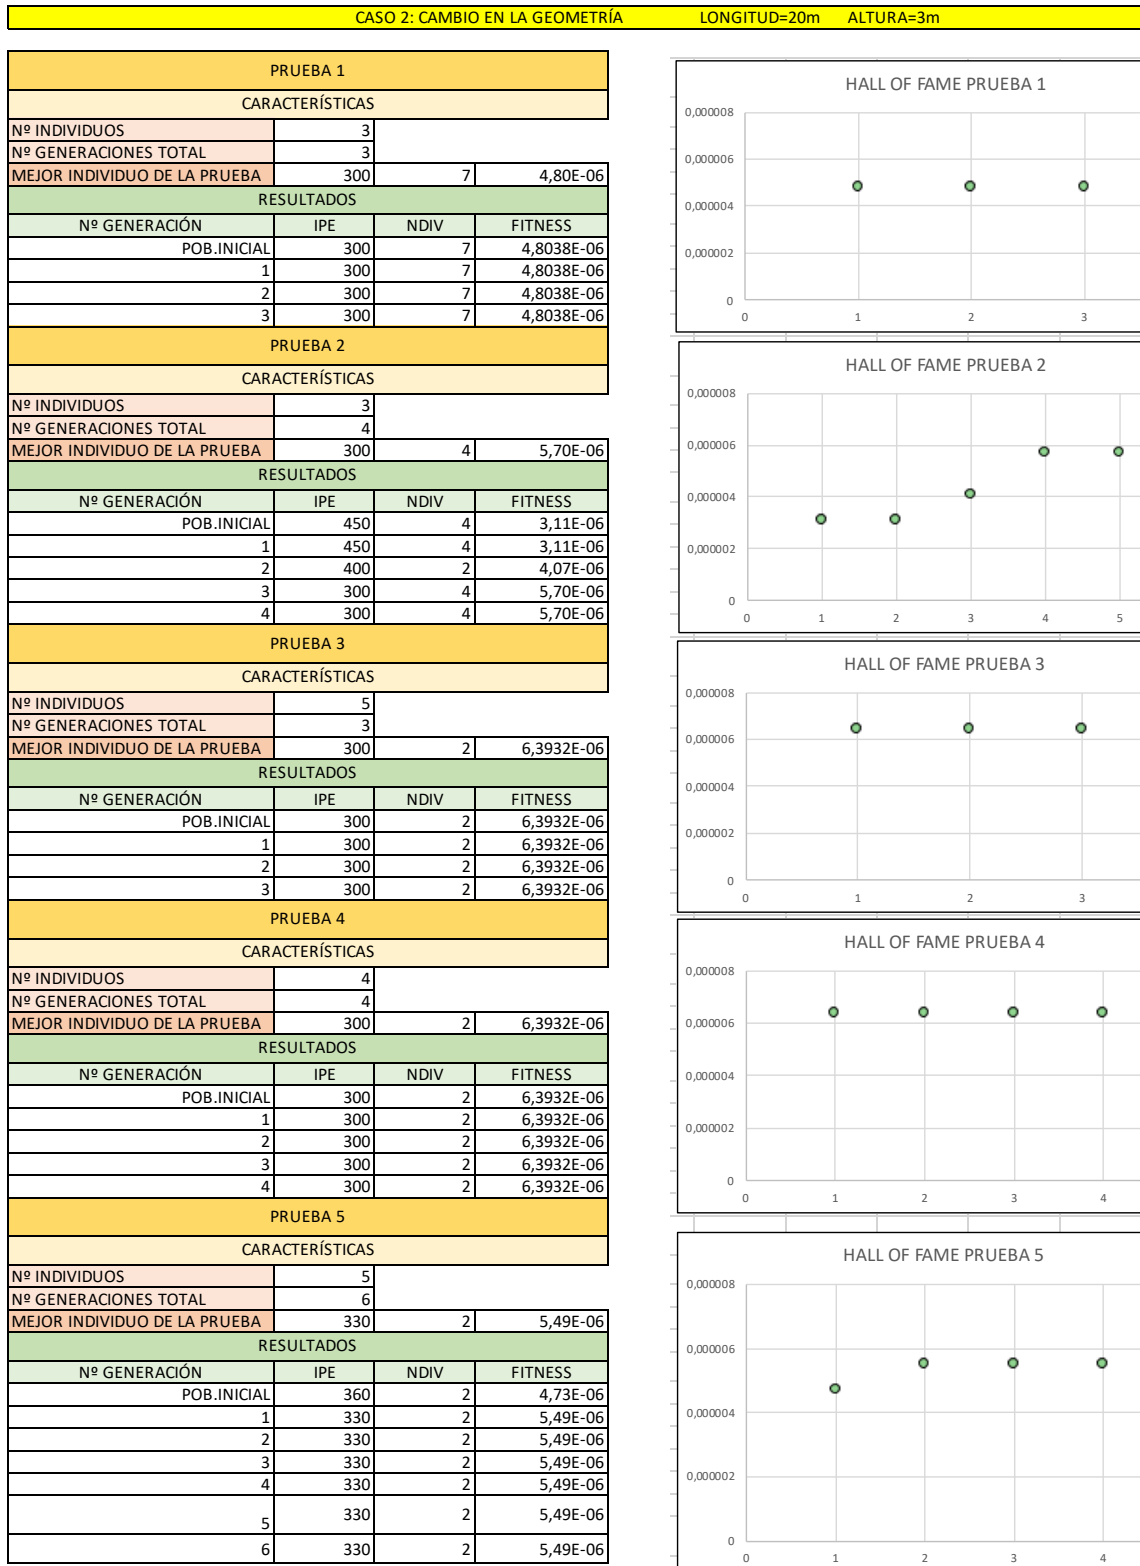 CASO 2: CAMBIO EN LA GEOMETRÍA LONGITUD=20m ALTURA=3m
PRUEBA 1
CARACTERÍSTICAS
Nº INDIVIDUOS 3
Nº GENERACIONES TOTAL 3
MEJOR INDIVIDUO DE LA PRUEBA 300 7 4,80E-06
RESULTADOS
Nº GENERACIÓN IPE NDIV FITNESS
POB.INICIAL 300 7 4,8038E-06
1 300 7 4,8038E-06
2 300 7 4,8038E-06
3 300 7 4,8038E-06
PRUEBA 2
CARACTERÍSTICAS
Nº INDIVIDUOS 3
Nº GENERACIONES TOTAL 4
MEJOR INDIVIDUO DE LA PRUEBA 300 4 5,70E-06
RESULTADOS
Nº GENERACIÓN IPE NDIV FITNESS
POB.INICIAL 450 4 3,11E-06
1 450 4 3,11E-06
2 400 2 4,07E-06
3 300 4 5,70E-06
4 300 4 5,70E-06
PRUEBA 3
CARACTERÍSTICAS
Nº INDIVIDUOS 5
Nº GENERACIONES TOTAL 3
MEJOR INDIVIDUO DE LA PRUEBA 300 2 6,3932E-06
RESULTADOS
Nº GENERACIÓN IPE NDIV FITNESS
POB.INICIAL 300 2 6,3932E-06
1 300 2 6,3932E-06
2 300 2 6,3932E-06
3 300 2 6,3932E-06
PRUEBA 4
CARACTERÍSTICAS
Nº INDIVIDUOS 4
Nº GENERACIONES TOTAL 4
MEJOR INDIVIDUO DE LA PRUEBA 300 2 6,3932E-06
RESULTADOS
Nº GENERACIÓN IPE NDIV FITNESS
POB.INICIAL 300 2 6,3932E-06
1 300 2 6,3932E-06
2 300 2 6,3932E-06
3 300 2 6,3932E-06
4 300 2 6,3932E-06
PRUEBA 5
CARACTERÍSTICAS
Nº INDIVIDUOS 5
Nº GENERACIONES TOTAL 6
MEJOR INDIVIDUO DE LA PRUEBA 330 2 5,49E-06
RESULTADOS
Nº GENERACIÓN IPE NDIV FITNESS
POB.INICIAL 360 2 4,73E-06
1 330 2 5,49E-06
2 330 2 5,49E-06
3 330 2 5,49E-06
4 330 2 5,49E-06
5 330 2 5,49E-06
6 330 2 5,49E-06
HALL OF FAME PRUEBA 1
0,000008
0,000006
0,000004
0,000002
0
0 1 2 3
HALL OF FAME PRUEBA 2
0,000008
0,000006
0,000004
0,000002
0
0 1 2 3 4 5
HALL OF FAME PRUEBA 3
0,000008
0,000006
0,000004
0,000002
0
0 1 2 3
HALL OF FAME PRUEBA 4
0,000008
0,000006
0,000004
0,000002
0
0 1 2 3 4
HALL OF FAME PRUEBA 5
0,000008
0,000006
0,000004
0,000002
0
0 1 2 3 4